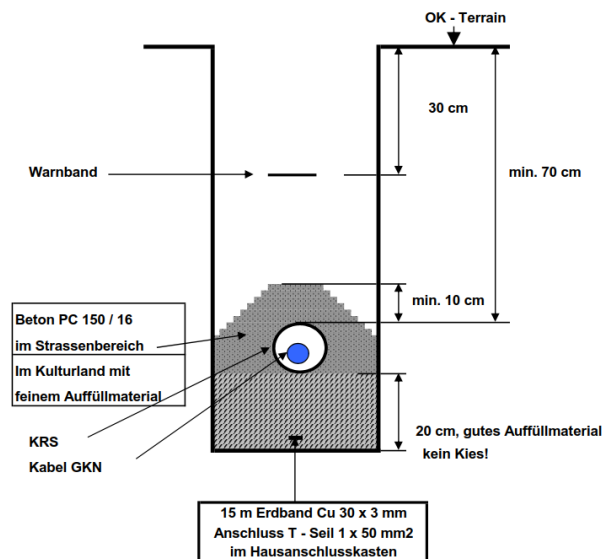 OK - Terrain
30 cm
Warnband
min. 70 cm
min. 10 cm
Beton PC 150 / 16
im Strassenbereich
Im Kulturland mit
feinem Auffüllmaterial
20 cm, gutes Auffüllmaterial
kein Kies!
KRS
Kabel GKN
15 m Erdband Cu 30 x 3 mm
Anschluss T - Seil 1 x 50 mm2
im Hausanschlusskasten